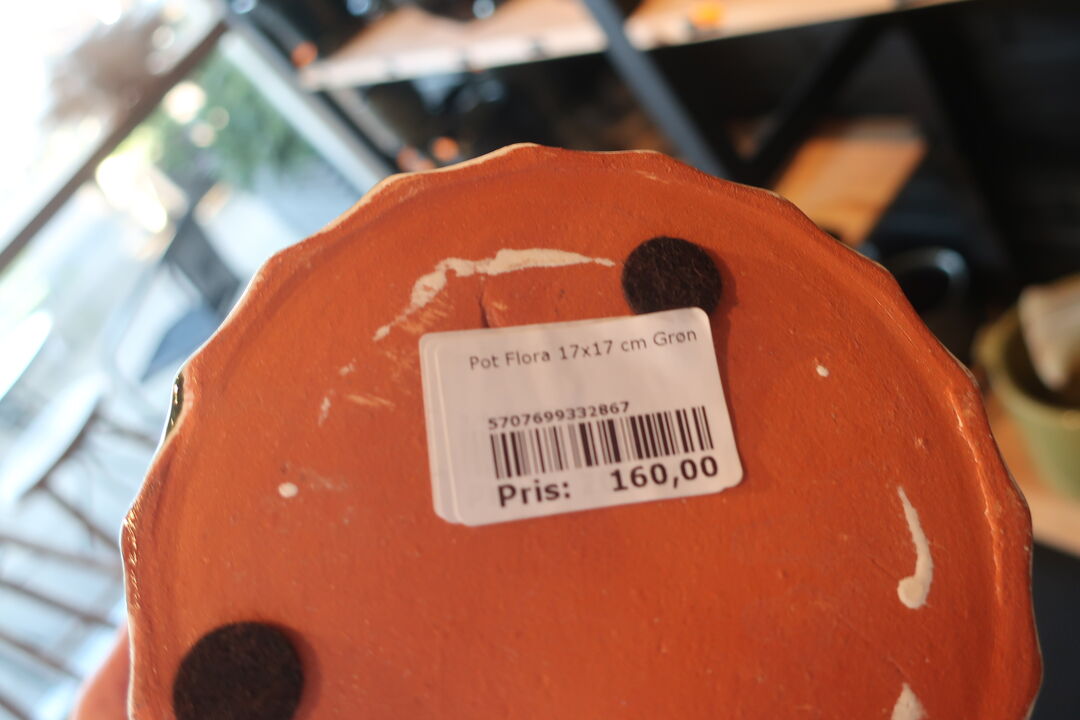 Pot Flora 17x17 cm Grøn
5707699332867
Pris: 160,00